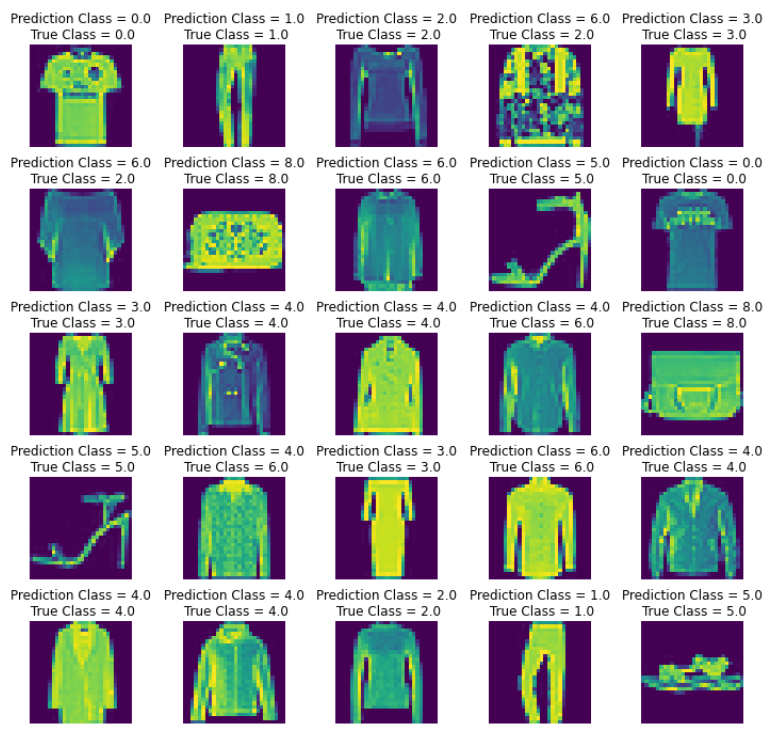 Prediction Class = 0.0
True Class = 0.0
Prediction Class = 1.0
True Class = 1.0
Prediction Class = 2.0
True Class = 2.0
Prediction Class = 6.0
True Class = 2.0
Prediction Class = 3.0
True Class = 3.0
Prediction Class = 6.0
True Class = 2.0
Prediction Class = 8.0
True Class = 8.0
Prediction Class = 6.0
True Class = 6.0
Prediction Class = 5.0
True Class = 5.0
Prediction Class = 0.0
True Class = 0.0
Prediction Class = 3.0
True Class = 3.0
Prediction Class = 4.0
True Class = 4.0
Prediction Class = 4.0
True Class = 4.0
Prediction Class = 4.0
True Class = 6.0
Prediction Class = 8.0
True Class = 8.0
Prediction Class = 5.0
True Class = 5.0
Prediction Class = 4.0
True Class = 6.0
Prediction Class = 3.0
True Class = 3.0
Prediction Class = 6.0
True Class = 6.0
Prediction Class = 4.0
True Class = 4.0
Prediction Class = 4.0
True Class = 4.0
Prediction Class = 4.0
True Class = 4.0
Prediction Class = 2.0
True Class = 2.0
Prediction Class = 1.0
True Class = 1.0
Prediction Class = 5.0
True Class = 5.0